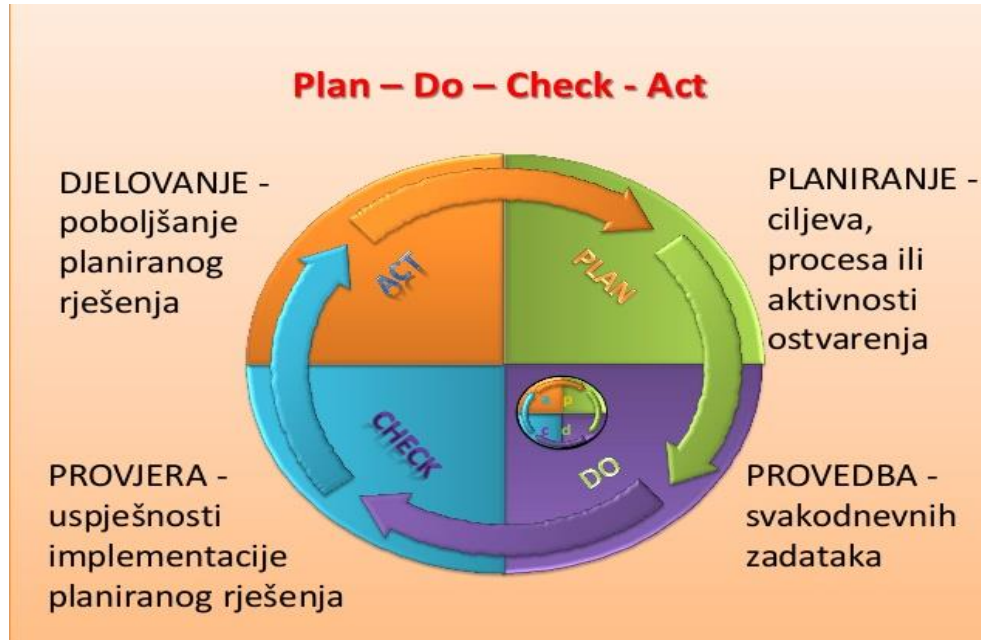 Plan – Do – Check - Act
DJELOVANJE -
poboljšanje
planiranog
rješenja
PLANIRANJE -
ciljeva,
procesa ili
aktivnosti
ostvarenja
ACT
PLAN
a p
c d
CHECK
DO
PROVJERA -
uspješnosti
implementacije
planiranog rješenja
PROVEDBA -
svakodnevnih
zadataka